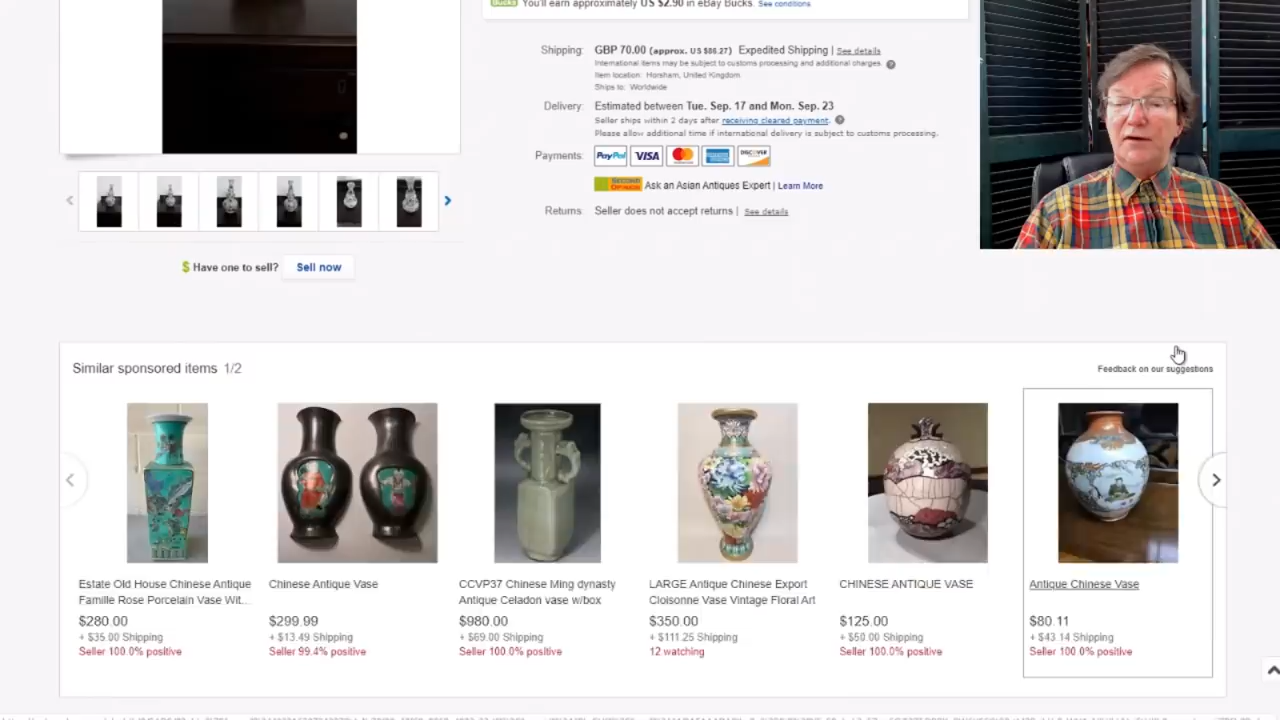 You'll earn approximately US $2.90 in eBay Bucks. See conditions
Shipping: GBP 70.00 (approx. US $86.27) Expedited Shipping | See details
International items may be subject to customs processing and additional charges.
Item location: Horsham, United Kingdom
Ships to: Worldwide
Delivery: Estimated between Tue. Sep. 17 and Mon. Sep. 23
Seller ships within 2 days after receiving cleared payment.
Please allow additional time if international delivery is subject to customs processing.
Payments: PayPal VISA DISCOVER
Ask an Asian Antiques Expert | Learn More
Returns: Seller does not accept returns | See details
$ Have one to sell? Sell now
Similar sponsored items 1/2
Feedback on our suggestions
Estate Old House Chinese Antique
Famille Rose Porcelain Vase Wit...
$280.00
+ $35.00 Shipping
Seller 100.0% positive
Chinese Antique Vase
$299.99
+ $13.49 Shipping
Seller 99.4% positive
CCVP37 Chinese Ming dynasty
Antique Celadon vase w/box
$980.00
+ $69.00 Shipping
Seller 100.0% positive
LARGE Antique Chinese Export
Cloisonne Vase Vintage Floral Art
$350.00
+ $111.25 Shipping
12 watching
CHINESE ANTIQUE VASE
$125.00
+ $50.00 Shipping
Seller 100.0% positive
Antique Chinese Vase
$80.11
+ $43.14 Shipping
Seller 100.0% positive